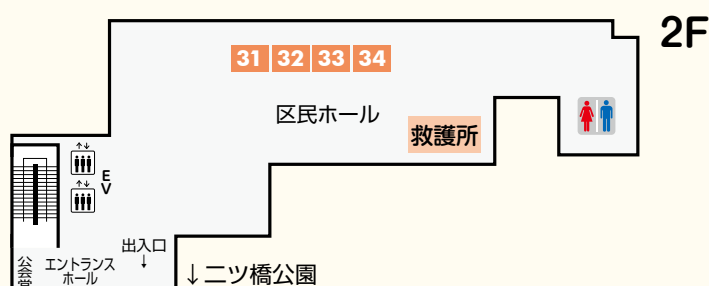 2F
31 32 33 34
区民ホール
救護所
EV
出入口
↓
公会堂
エントランス
ホール
↓二ツ橋公園